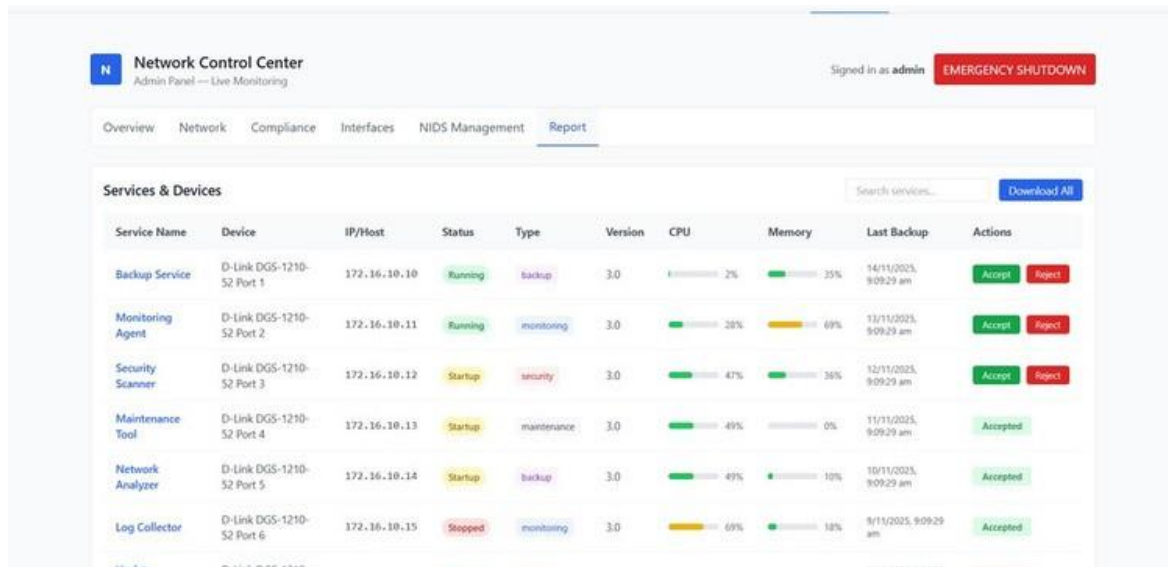 N
Network Control Center
Admin Panel — Live Monitoring
Signed in as admin
EMERGENCY SHUTDOWN
Overview Network Compliance Interfaces NIDS Management Report
Services & Devices
Search services...
Download All
Service Name Device IP/Host Status Type Version CPU Memory Last Backup Actions
Backup Service D-Link DGS-1210- 172.16.10.10 Running backup 3.0 2% 35% 14/11/2025, Accept Reject
52 Port 1 9:09:29 am
Monitoring D-Link DGS-1210- 172.16.10.11 Running monitoring 3.0 28% 69% 13/11/2025, Accept Reject
Agent 52 Port 2 9:09:29 am
Security D-Link DGS-1210- 172.16.10.12 Startup security 3.0 47% 36% 12/11/2025, Accept Reject
Scanner 52 Port 3 9:09:29 am
Maintenance D-Link DGS-1210- 172.16.10.13 Startup maintenance 3.0 49% 0% 11/11/2025, Accepted
Tool 52 Port 4 9:09:29 am
Network D-Link DGS-1210- 172.16.10.14 Startup backup 3.0 49% 10% 10/11/2025, Accepted
Analyzer 52 Port 5 9:09:29 am
Log Collector D-Link DGS-1210- 172.16.10.15 Stopped monitoring 3.0 69% 18% 9/11/2025, 9:09:29 Accepted
52 Port 6 am